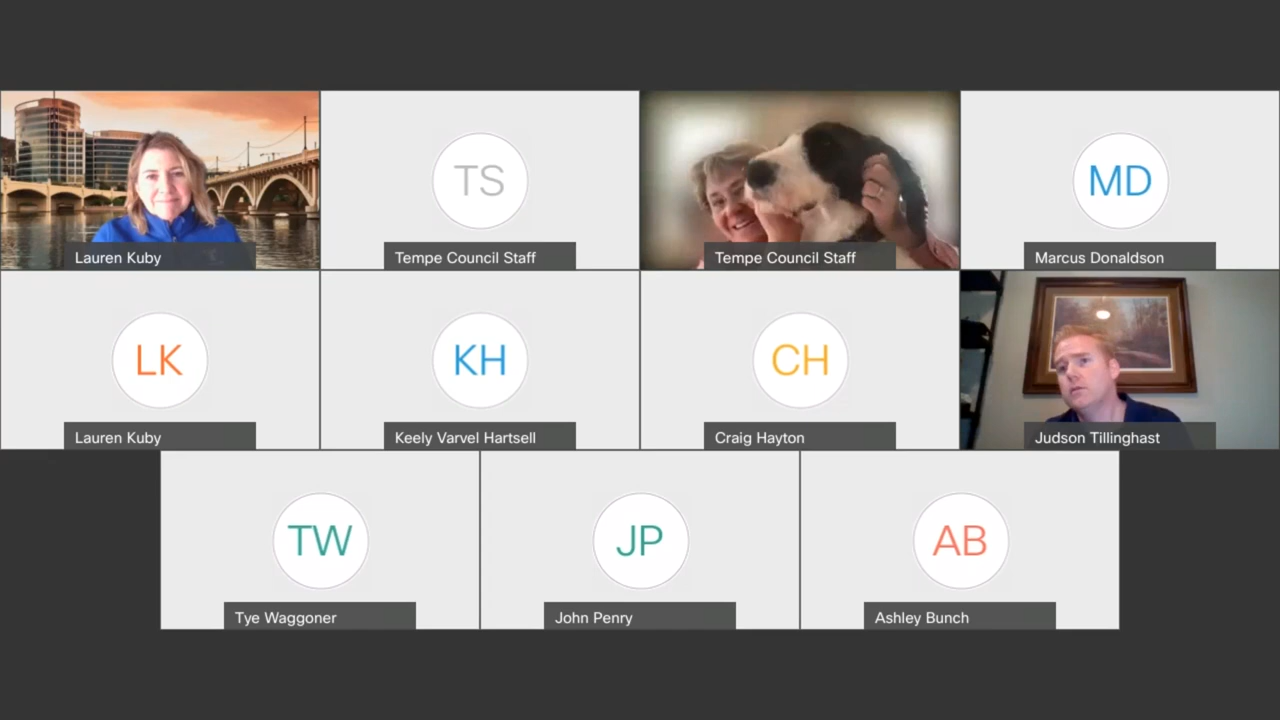 Lauren Kuby
TS
Tempe Council Staff
Tempe Council Staff
MD
Marcus Donaldson
LK
Lauren Kuby
KH
Keely Varvel Hartsell
CH
Craig Hayton
Judson Tillinghast
TW
Tye Waggoner
JP
John Penry
AB
Ashley Bunch